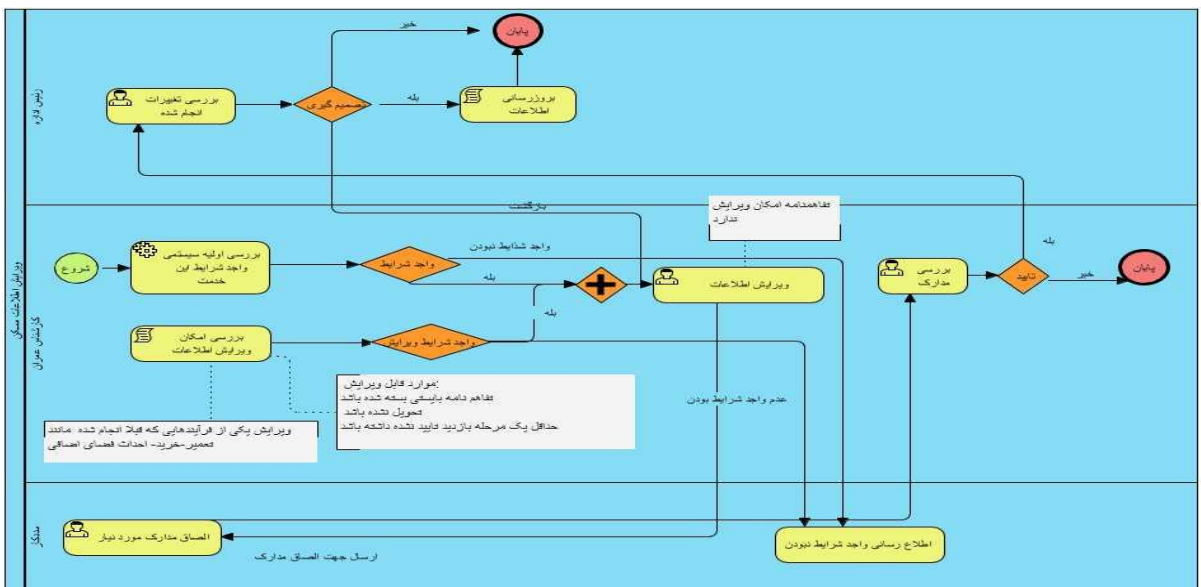 ویرایش اطلاعات مسکن
رئیس اداره
بررسی تغییرات
انجام شده
تصمیم گیری
خیر
پایان
بله
بروزرسانی
اطلاعات
کارشناس عمران
شروع
بررسی اولیه سیستمی
واجد شرایط این
خدمت
واجد شرایط
واجد شذایط نبودن
بله
بازگشت
تفاهمنامه امکان ویرایش
ندارد
ویرایش اطلاعات
بررسی
مدارک
تایید
بله
خیر
پایان
بررسی امکان
ویرایش اطلاعات
واجد شرایط ویرایش
بله
موارد قابل ویرایش:
تفاهم نامه بایستی بسته شده باشد
تحویل نشده باشد
حداقل یک مرحله بازدید تایید نشده داشته باشد
عدم واجد شرایط بودن
ویرایش یکی از فرآیندهایی که قبلا انجام شده مانند
تعمیر-خرید- احداث فضای اضافی
مددکار
الصاق مدارک مورد نیاز
ارسال جهت الصاق مدارک
اطلاع رسانی واجد شرایط نبودن